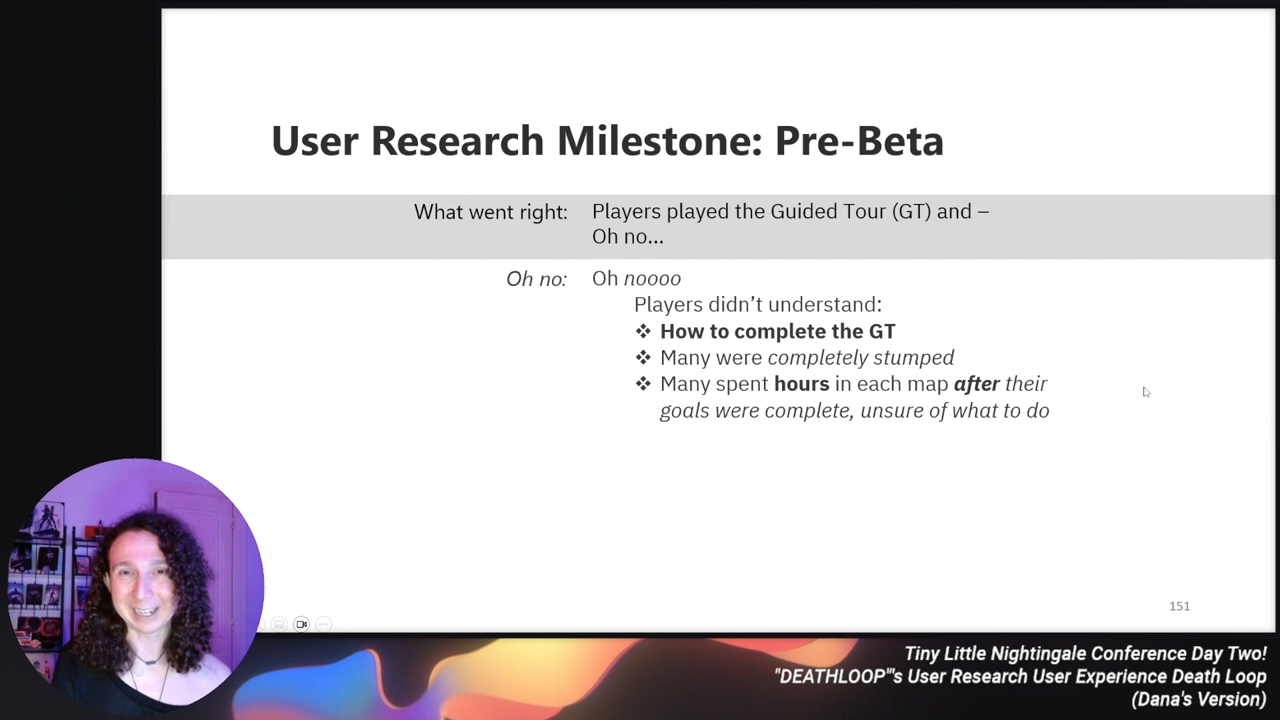 User Research Milestone: Pre-Beta
What went right: Players played the Guided Tour (GT) and –
Oh no...
Oh no: Oh noooo
Players didn’t understand:
❖ How to complete the GT
❖ Many were completely stumped
❖ Many spent hours in each map after their
goals were complete, unsure of what to do
151
Tiny Little Nightingale Conference Day Two!
"DEATHLOOP"'s User Research User Experience Death Loop
(Dana's Version)